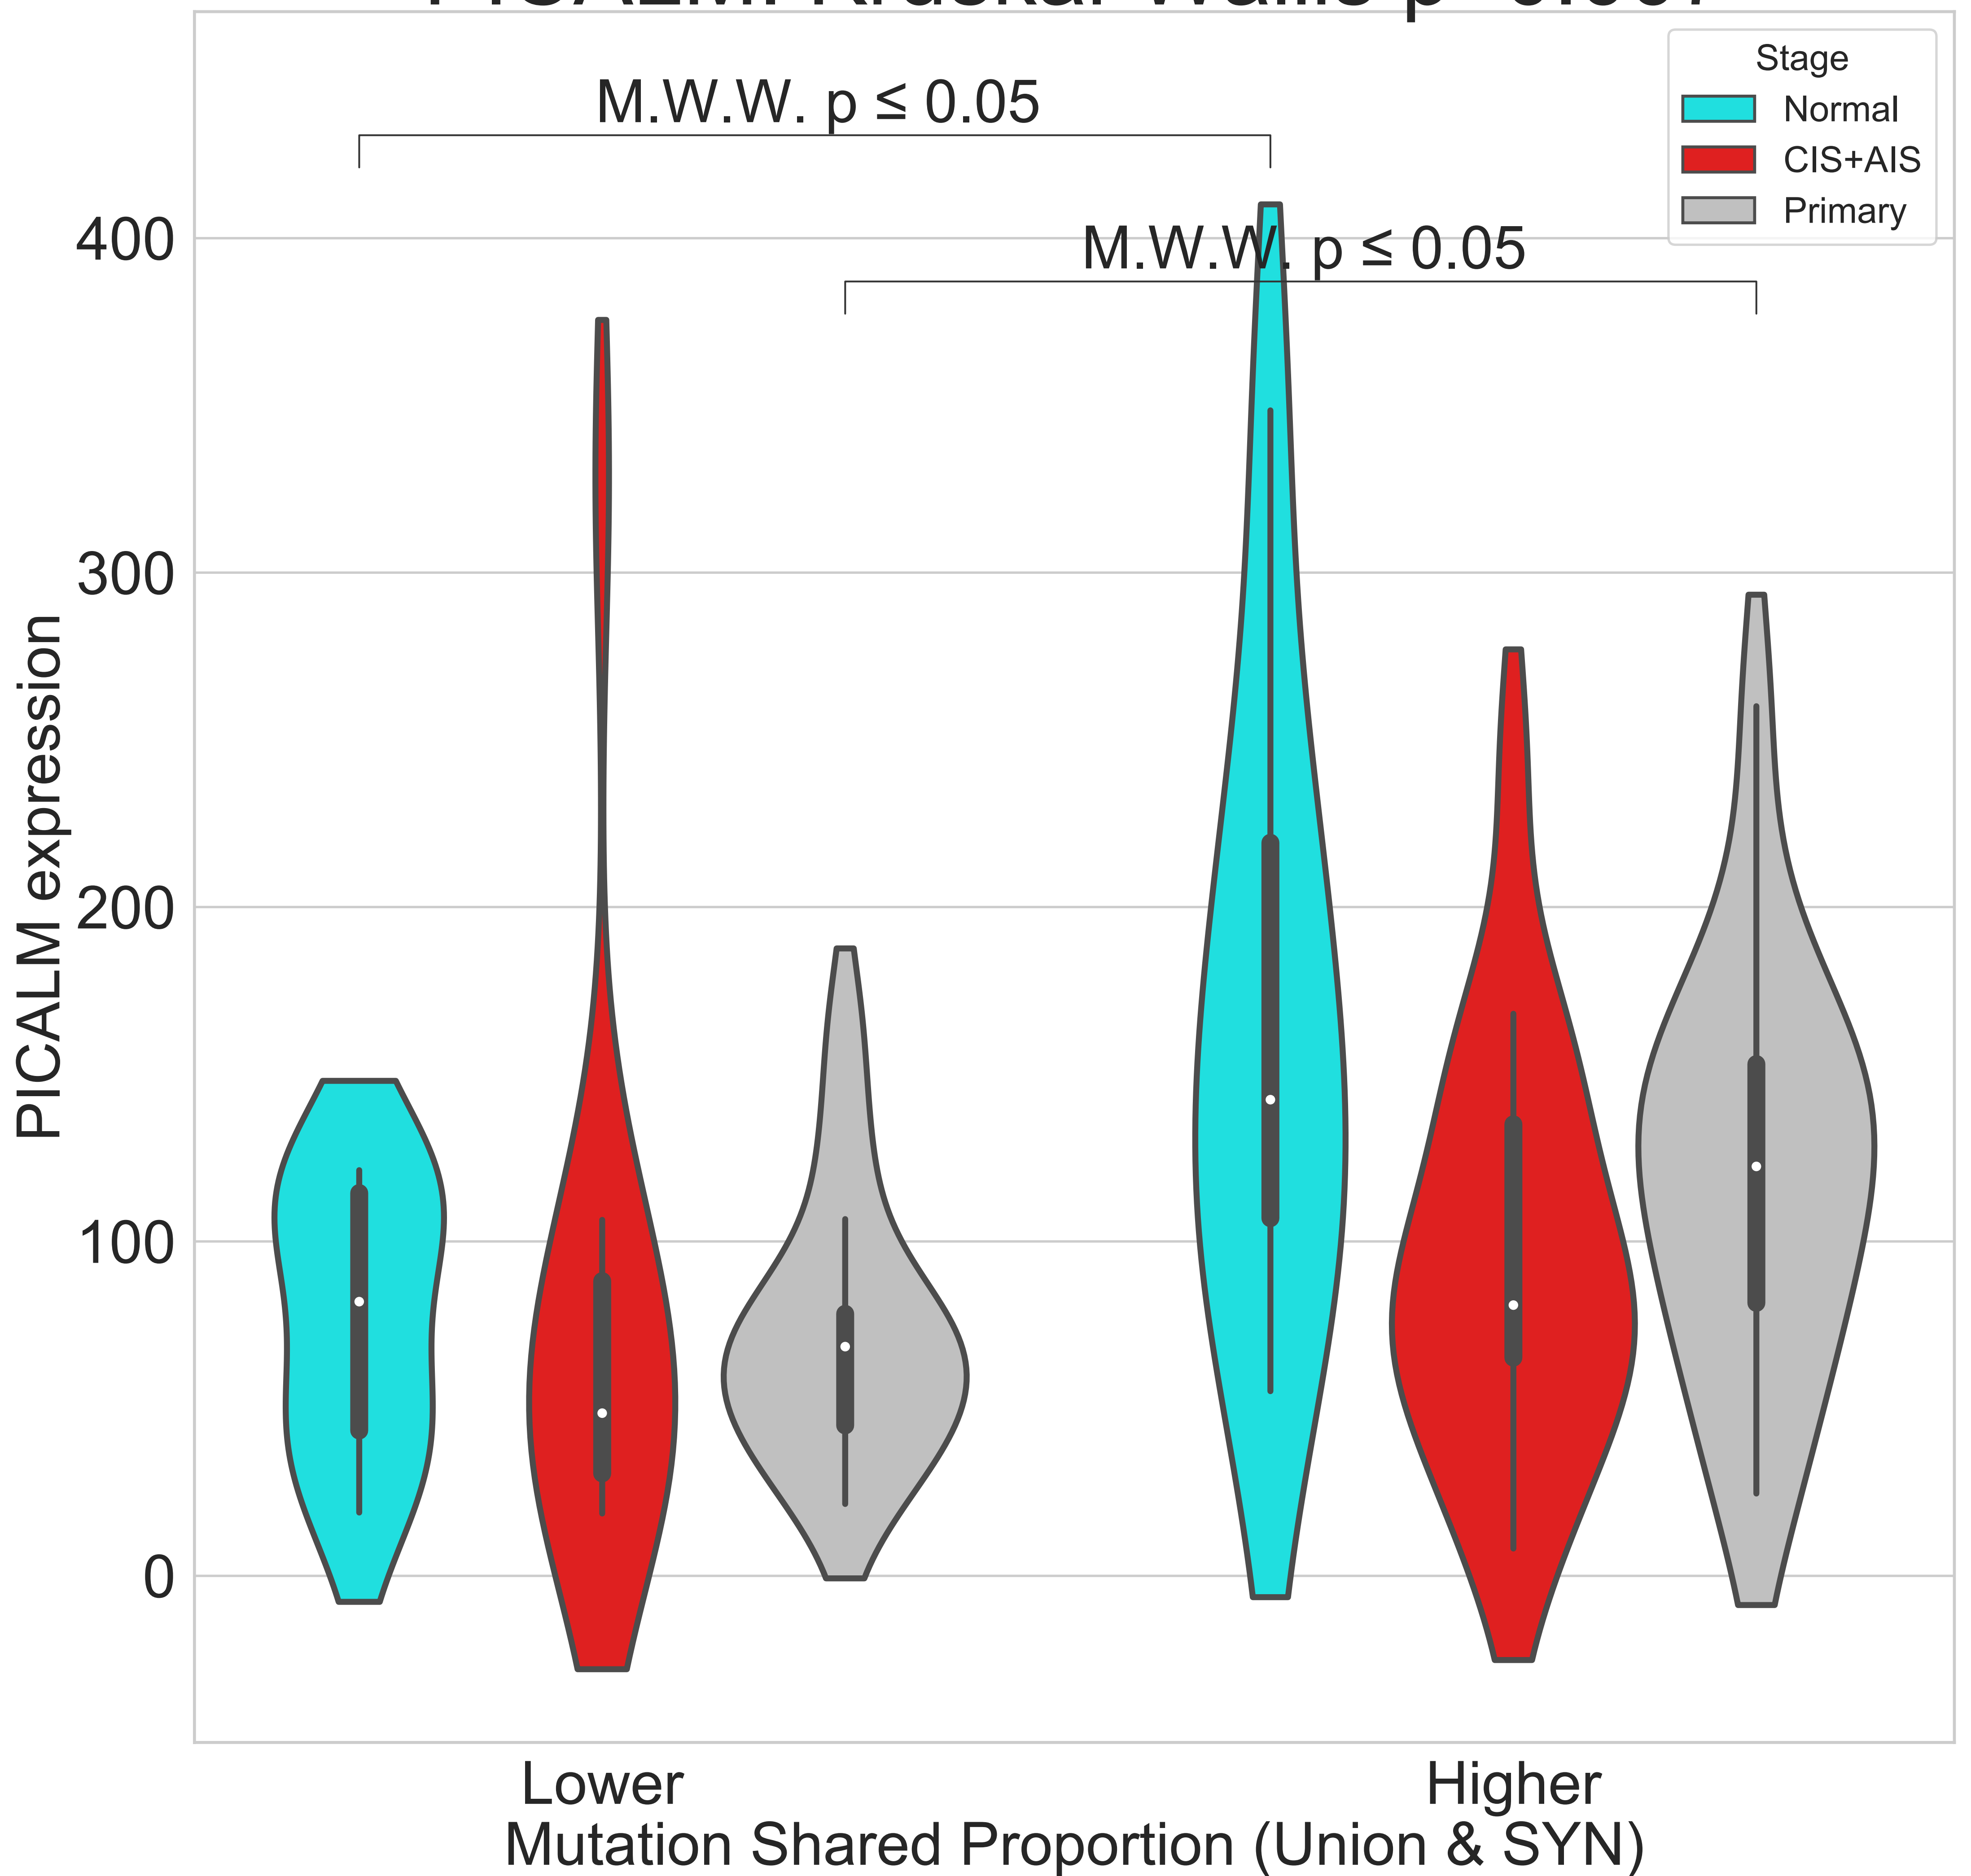 M.W.W. p ≤ 0.05
Stage
Normal
CIS+AIS
Primary
M.W.W. p ≤ 0.05
400
300
200
100
0
PICALM expression
Lower
Higher
Mutation Shared Proportion (Union & SYN)